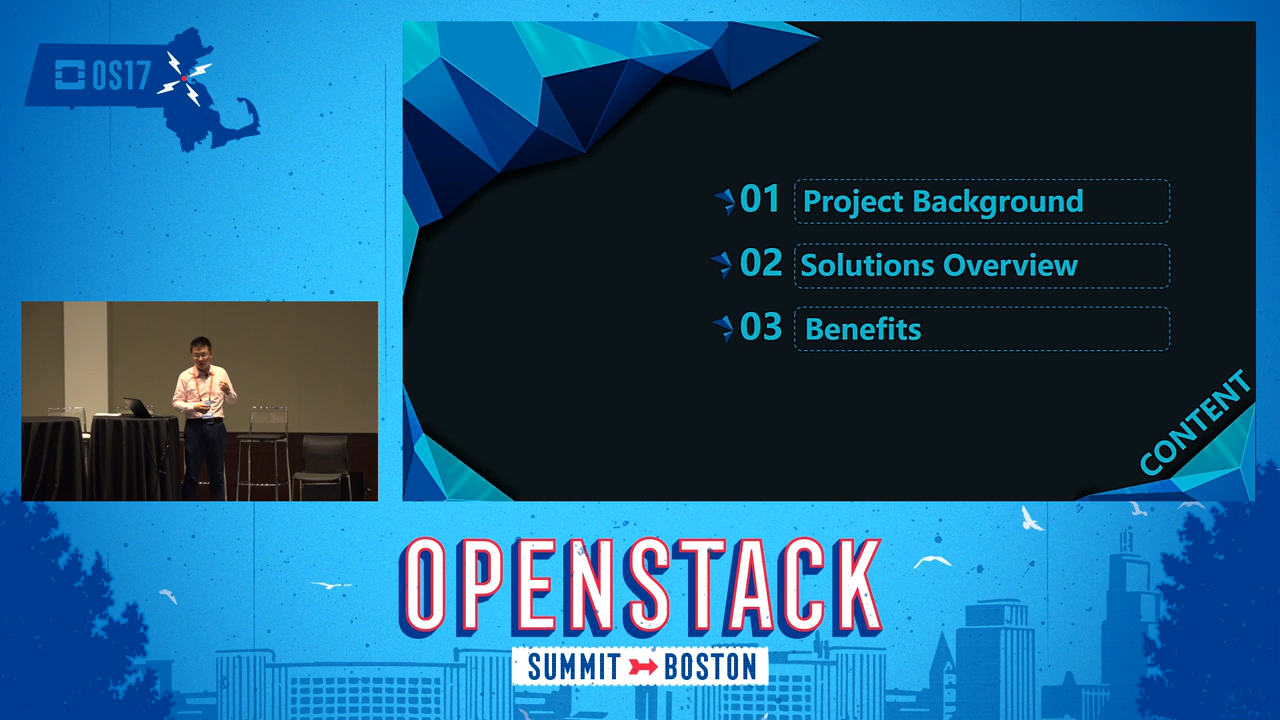 OS17
01 Project Background
02 Solutions Overview
03 Benefits
CONTENT
OPENSTACK
SUMMIT BOSTON